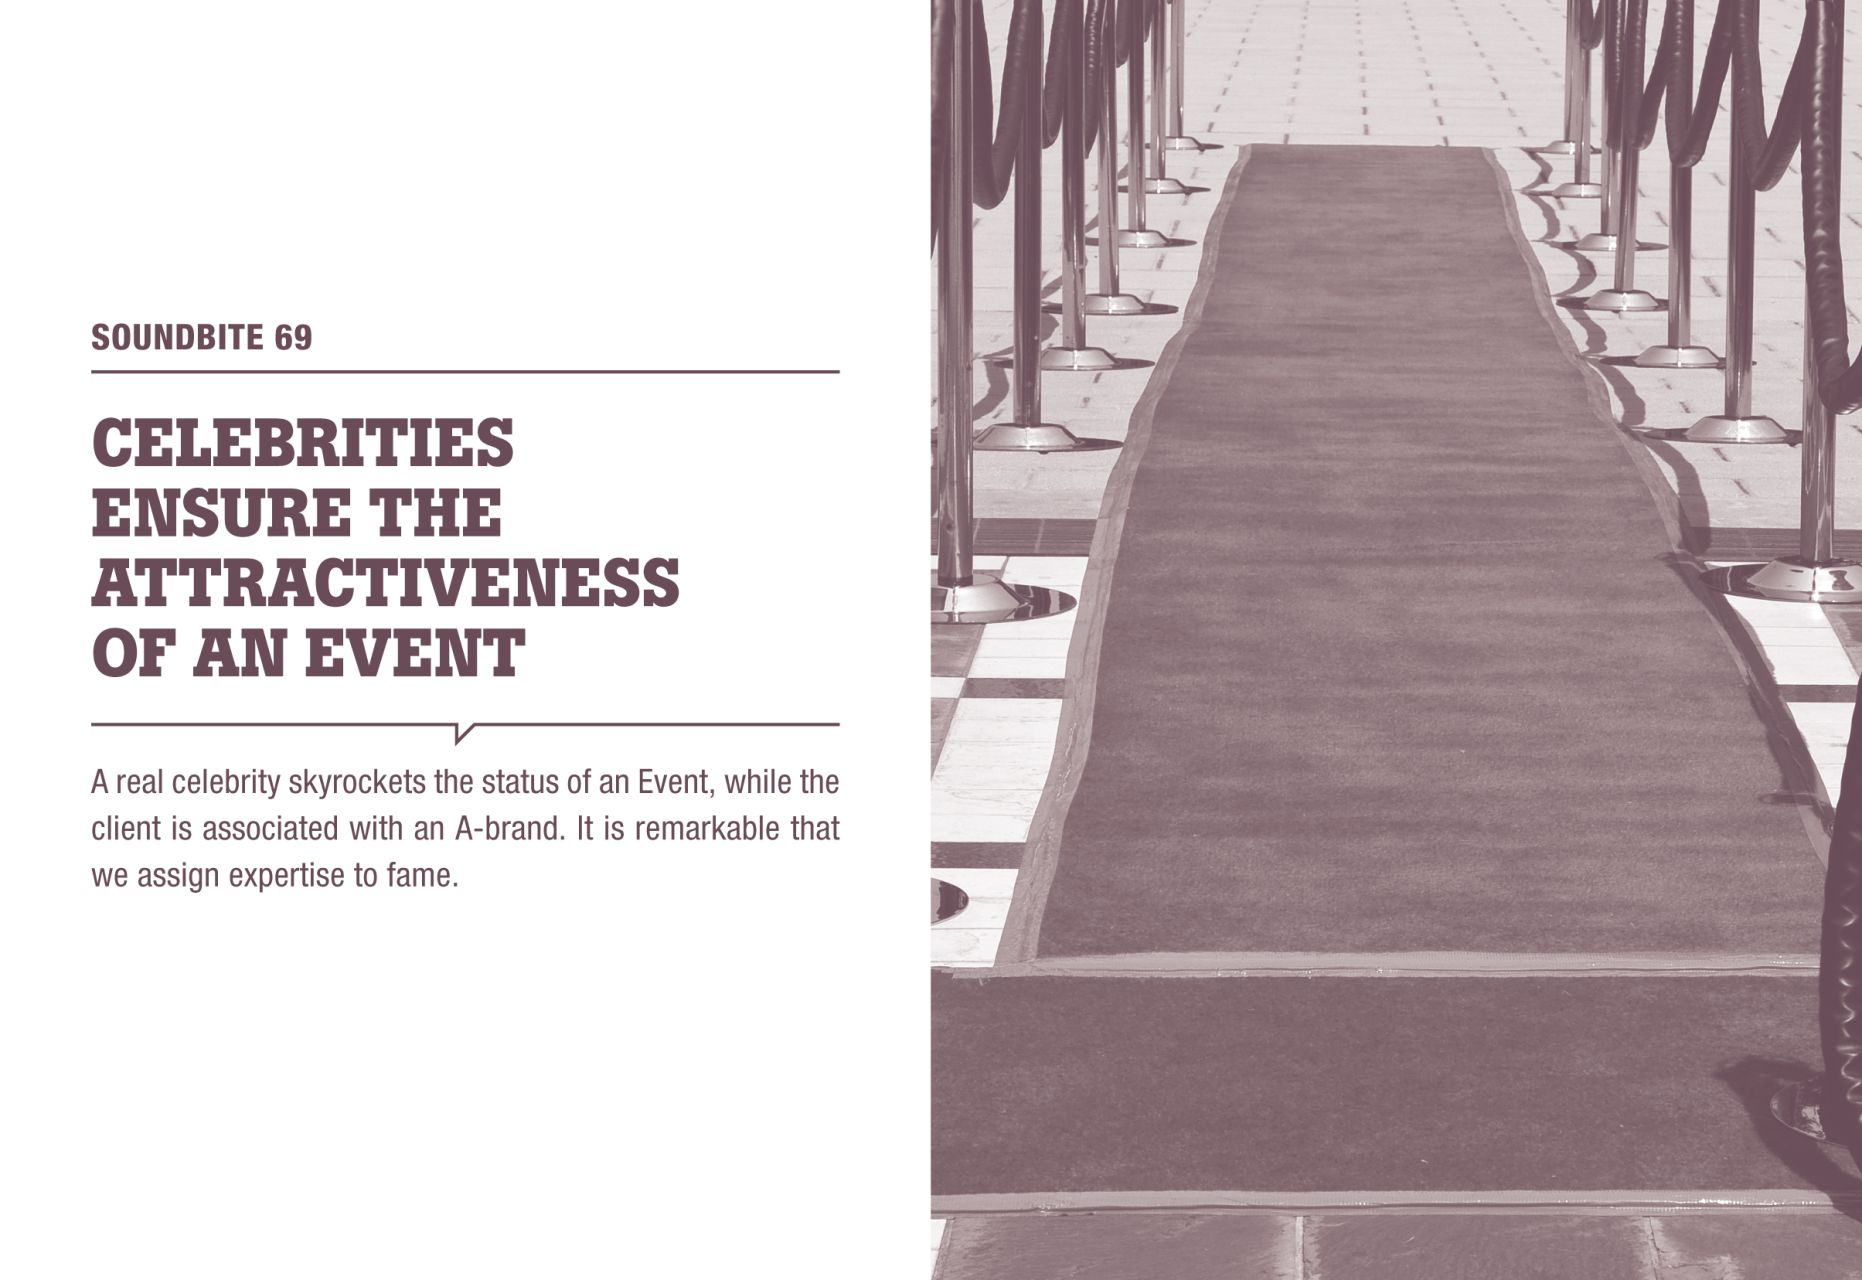 SOUNDBITE 69
CELEBRITIES
ENSURE THE
ATTRACTIVENESS
OF AN EVENT
A real celebrity skyrockets the status of an Event, while the
client is associated with an A-brand. It is remarkable that
we assign expertise to fame.